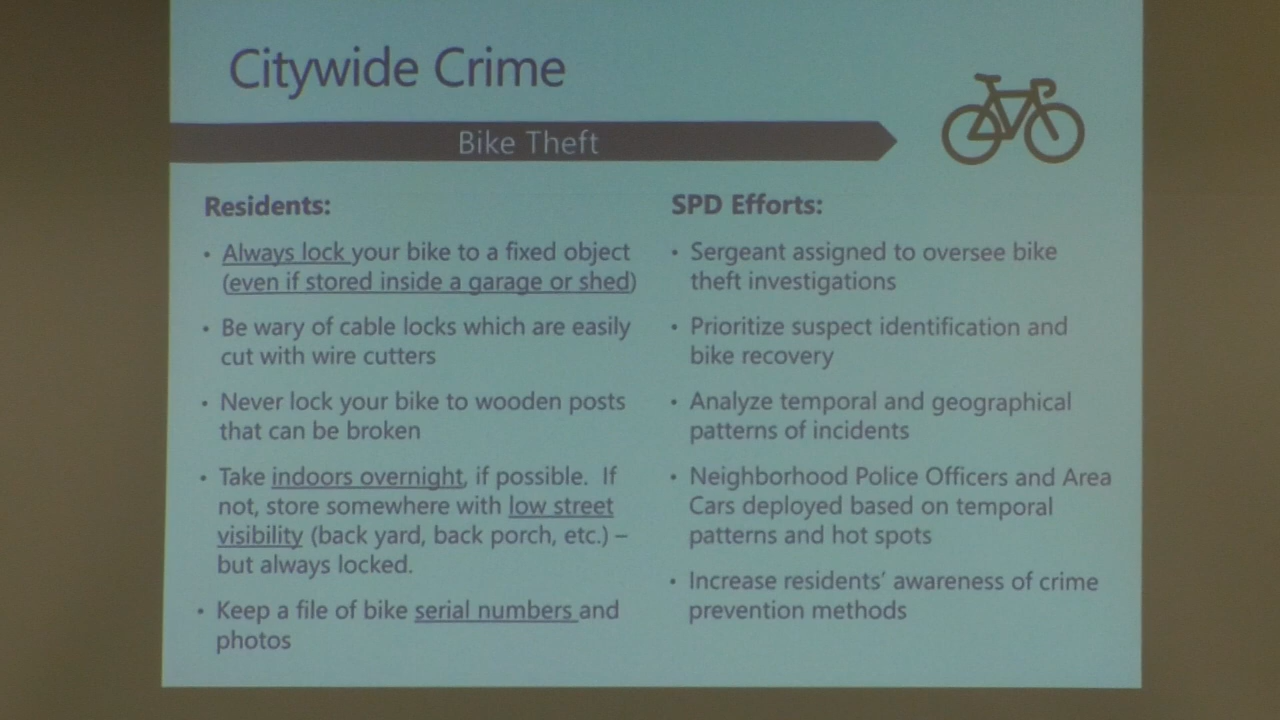 Citywide Crime
Bike Theft
Residents:
• Always lock your bike to a fixed object
(even if stored inside a garage or shed)
• Be wary of cable locks which are easily
cut with wire cutters
• Never lock your bike to wooden posts
that can be broken
• Take indoors overnight, if possible. If
not, store somewhere with low street
visibility (back yard, back porch, etc.) –
but always locked.
• Keep a file of bike serial numbers and
photos
SPD Efforts:
• Sergeant assigned to oversee bike
theft investigations
• Prioritize suspect identification and
bike recovery
• Analyze temporal and geographical
patterns of incidents
• Neighborhood Police Officers and Area
Cars deployed based on temporal
patterns and hot spots
• Increase residents' awareness of crime
prevention methods